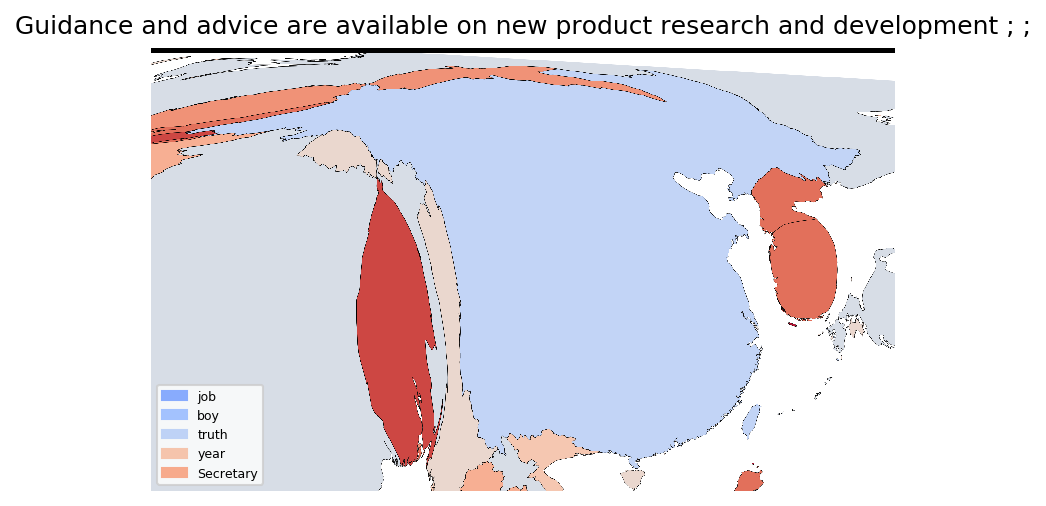 Guidance and advice are available on new product research and development ; ;
job
boy
truth
year
Secretary